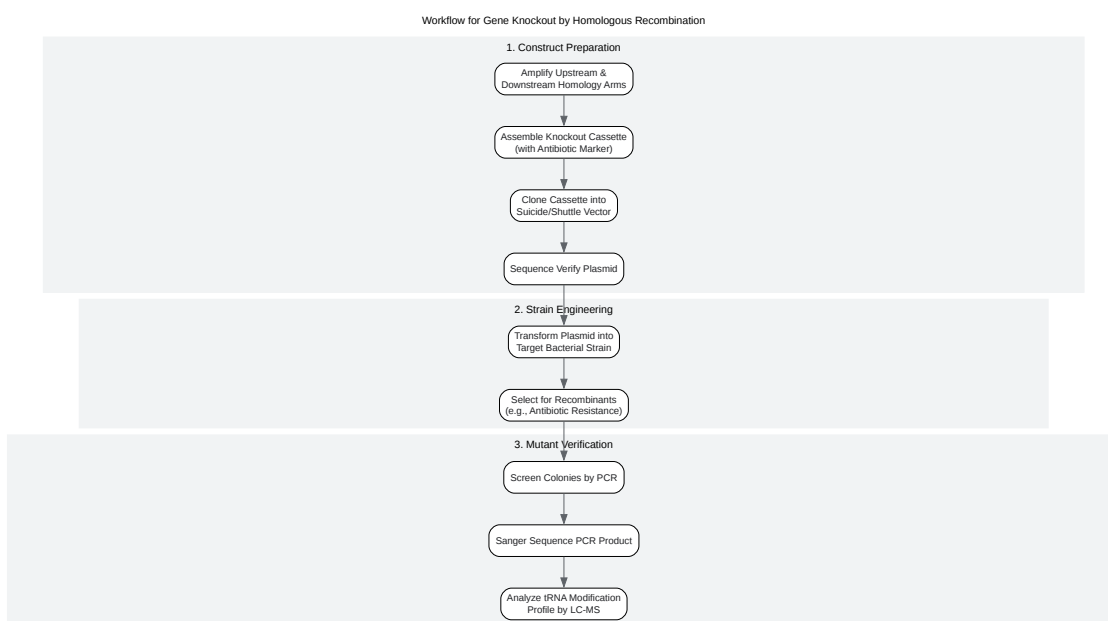 Workflow for Gene Knockout by Homologous Recombination
1. Construct Preparation
Amplify Upstream &
Downstream Homology Arms
Assemble Knockout Cassette
(with Antibiotic Marker)
Clone Cassette into
Suicide/Shuttle Vector
Sequence Verify Plasmid
2. Strain Engineering
Transform Plasmid into
Target Bacterial Strain
Select for Recombinants
(e.g., Antibiotic Resistance)
3. Mutant Verification
Screen Colonies by PCR
Sanger Sequence PCR Product
Analyze tRNA Modification
Profile by LC-MS